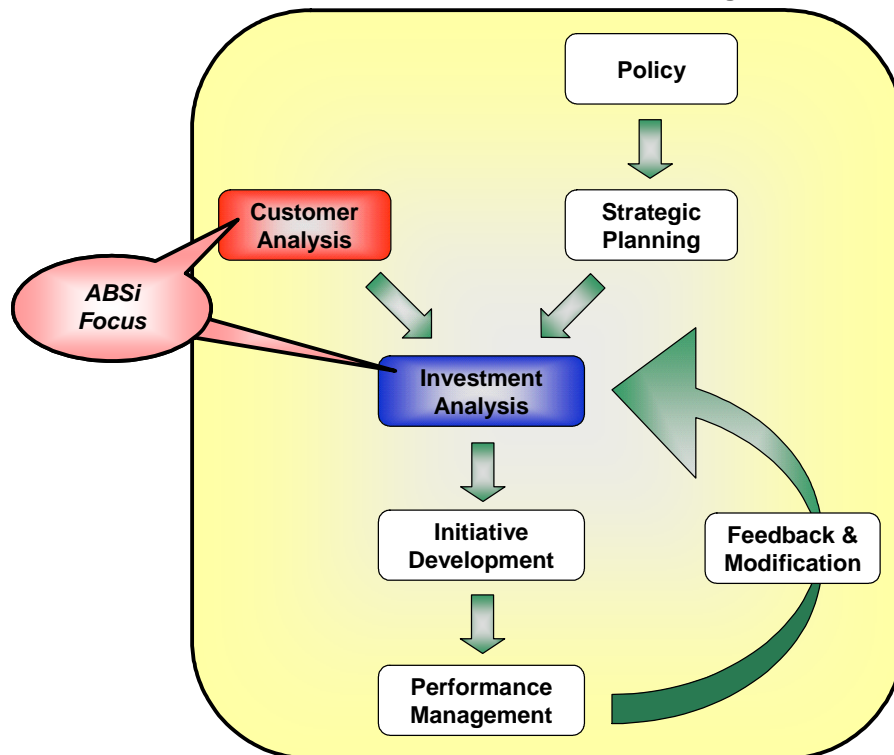 Policy
Customer
Analysis
Strategic
Planning
ABSi
Focus
Investment
Analysis
Initiative
Development
Feedback &
Modification
Performance
Management